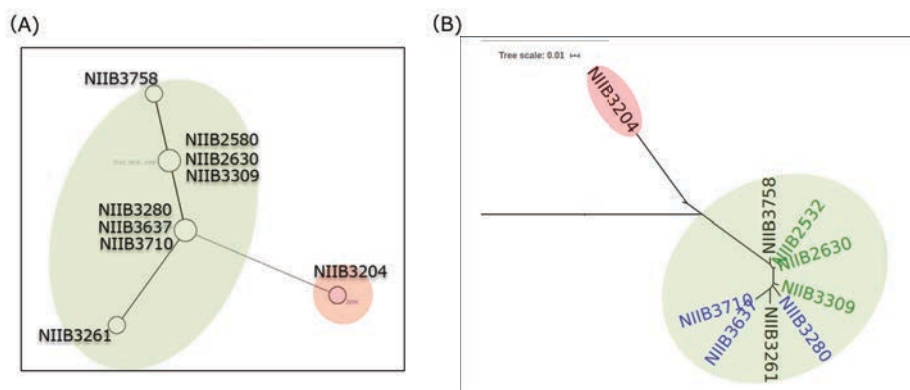 (A)
NIIB3758
NIIB2580
NIIB2630
NIIB3309
NIIB3280
NIIB3637
NIIB3710
NIIB3204
NIIB3261
(B)
Tree scale: 0.01
NIIB3204
NIIB3758
NIIB2532
NIIB2630
NIIB3309
NIIB3280
NIIB3261
NIIB3637
NIIB3710